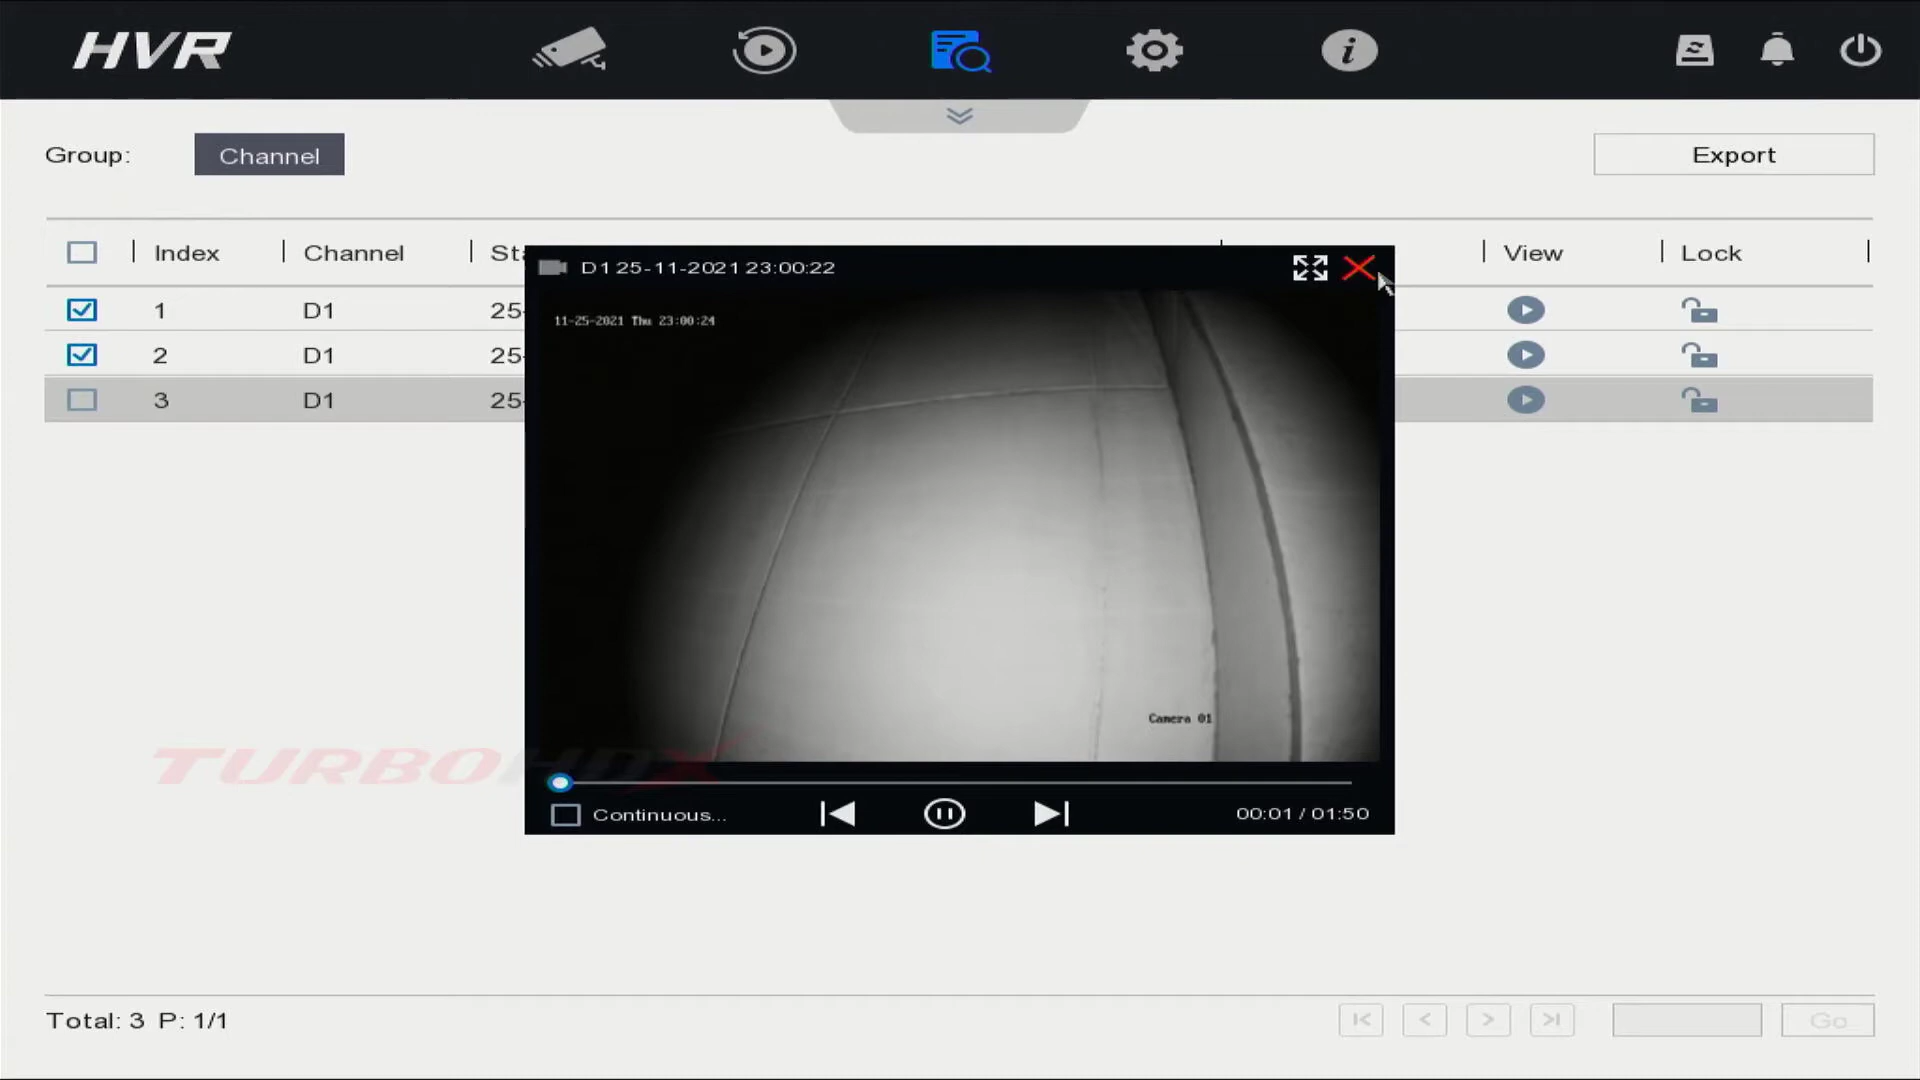 HVR
Group: Channel Export
Index Channel Sta View Lock
D1 25-11-2021 23:00:22
11-25-2021 Thu 23:00:24
1 D1 25-
2 D1 25-
3 D1 25-
Camera 01
TURBOHDX
Continuous... 00:01 / 01:50
Total: 3 P: 1/1 Go